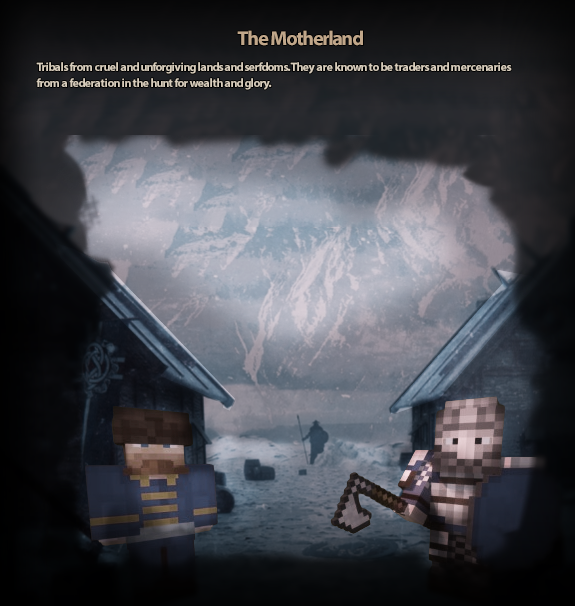 The Motherland
Tribals from cruel and unforgiving lands and serfdoms.They are known to be traders and mercenaries
from a federation in the hunt for wealth and glory.